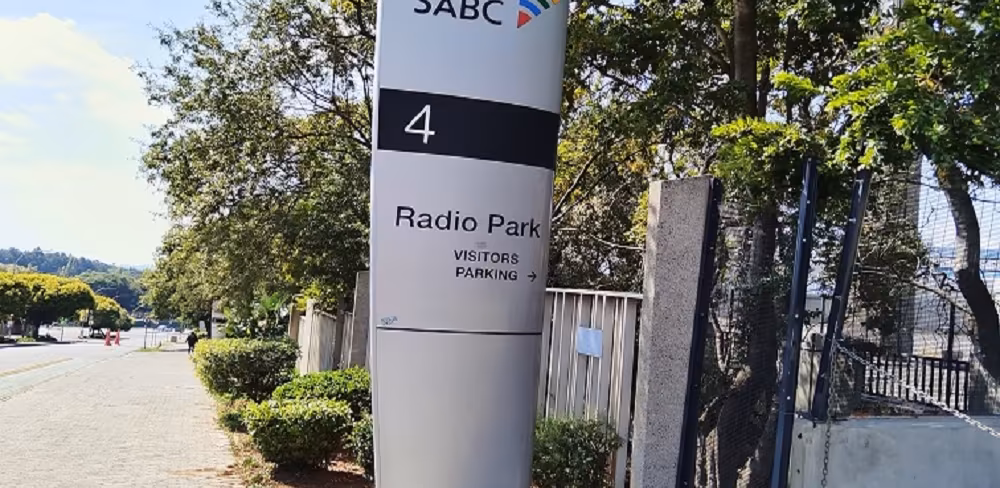 SABC
4
Radio Park
VISITORS
PARKING →